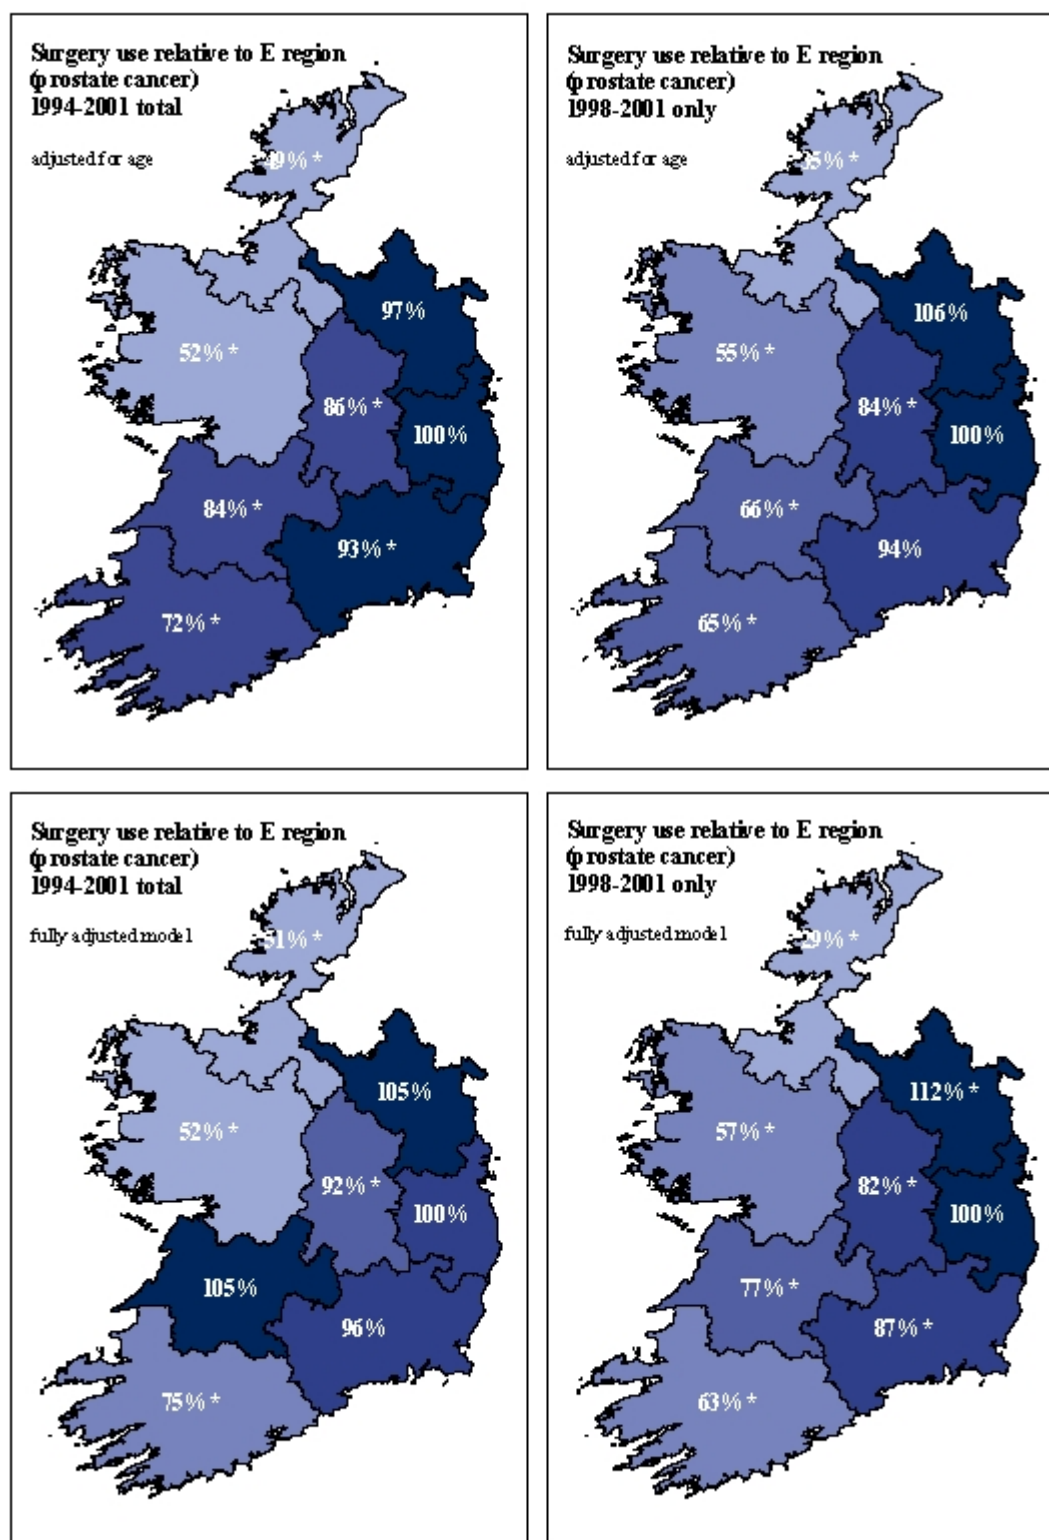 Surgery use relative to E region
(prostate cancer)
1994-2001 total
adjusted for age
49% *
97%
52% *
86% *
100%
84% *
93% *
72% *
Surgery use relative to E region
(prostate cancer)
1998-2001 only
adjusted for age
35% *
106%
55% *
84% *
100%
66% *
94%
65% *
Surgery use relative to E region
(prostate cancer)
1994-2001 total
fully adjusted model
51% *
105%
52% *
92% *
100%
105%
96%
75% *
Surgery use relative to E region
(prostate cancer)
1998-2001 only
fully adjusted model
29% *
112% *
57% *
82% *
100%
77% *
87% *
63% *